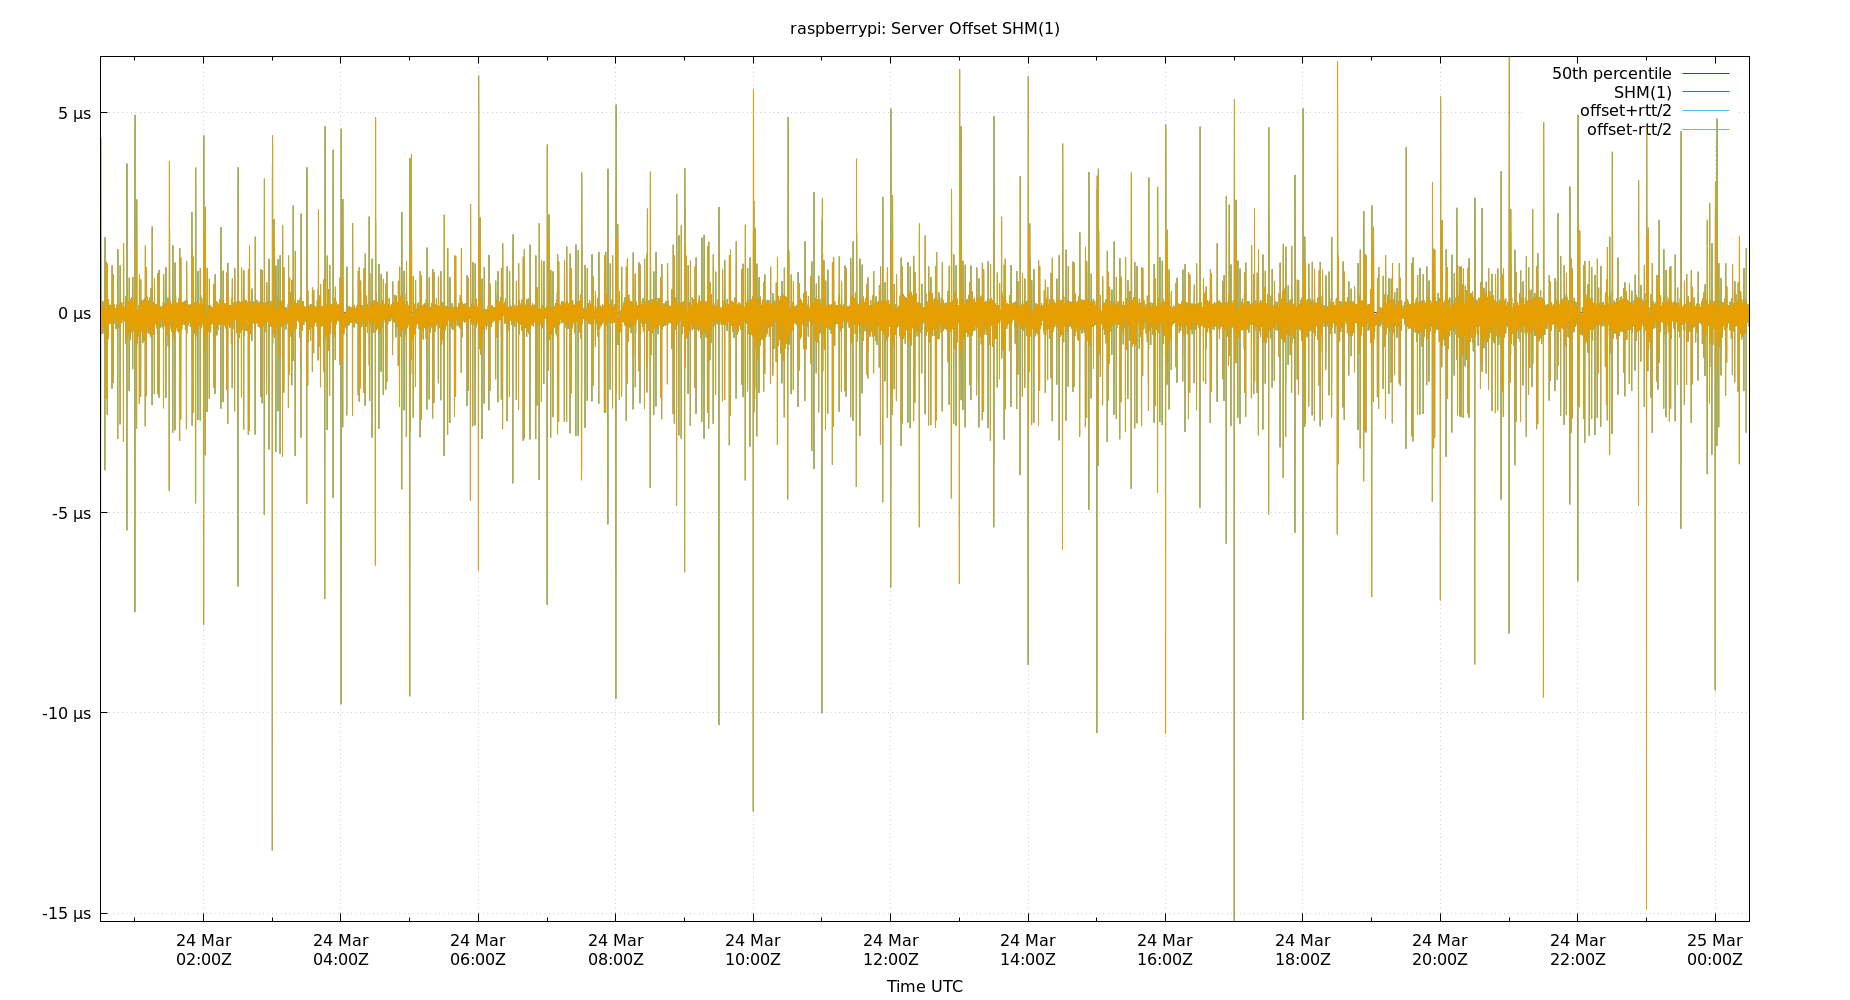 raspberrypi: Server Offset SHM(1)
50th percentile
SHM(1)
offset+rtt/2
offset-rtt/2
5 µs
0 µs
-5 µs
-10 µs
-15 µs
24 Mar 24 Mar 24 Mar 24 Mar 24 Mar 24 Mar 24 Mar 24 Mar 24 Mar 24 Mar 24 Mar 25 Mar
02:00Z 04:00Z 06:00Z 08:00Z 10:00Z 12:00Z 14:00Z 16:00Z 18:00Z 20:00Z 22:00Z 00:00Z
Time UTC